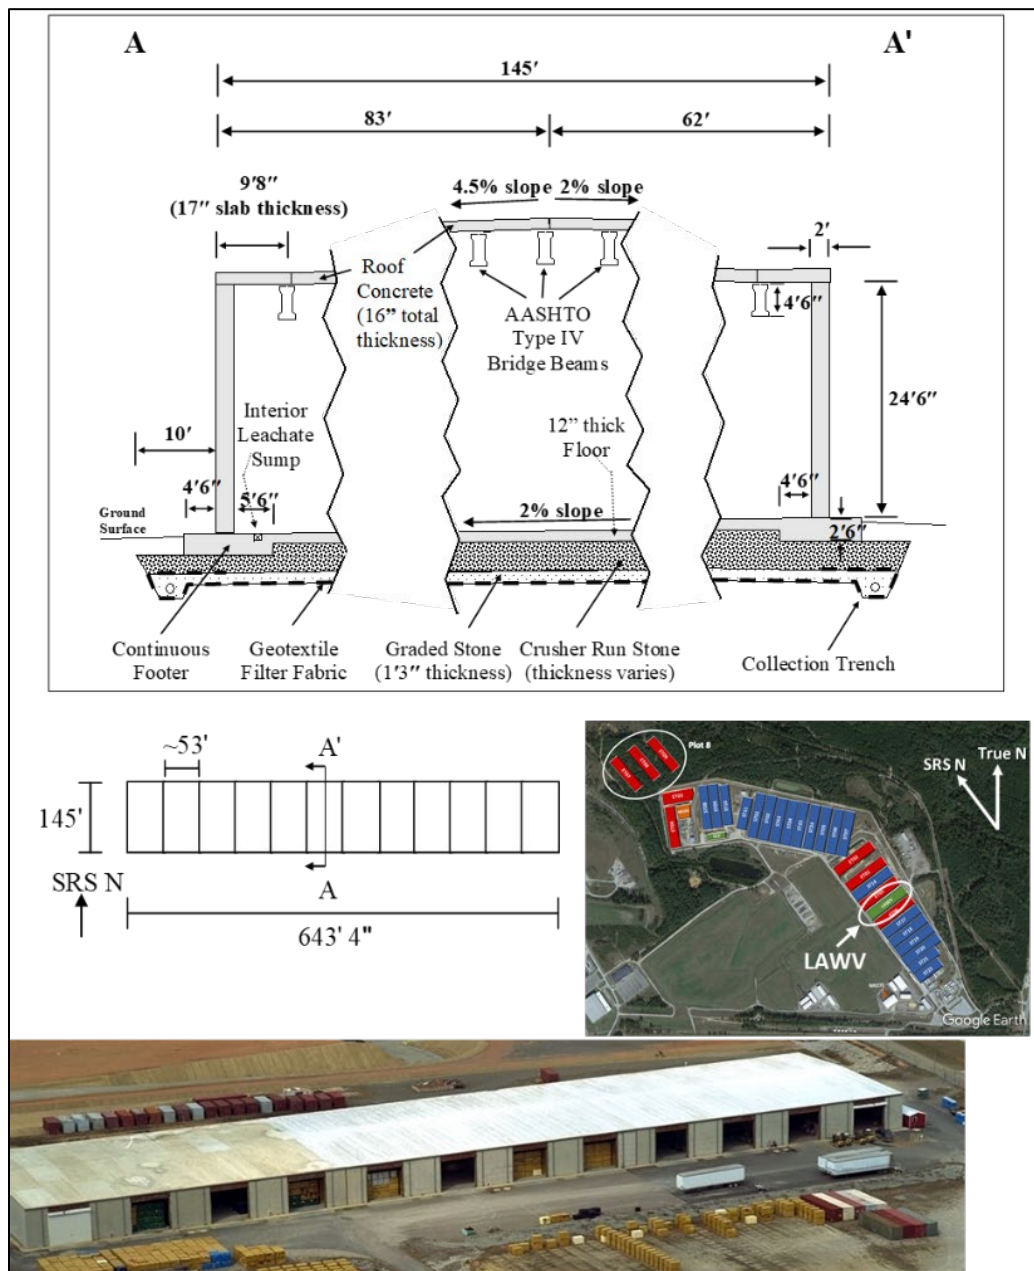 A
A'
145'
83'
62'
9'8"
(17" slab thickness)
4.5% slope
2% slope
2'
Roof
Concrete
(16" total
thickness)
AASHTO
Type IV
Bridge Beams
4'6"
24'6"
Interior
Leachate
Sump
12" thick
Floor
10'
4'6"
5'6"
4'6"
Ground
Surface
2% slope
2'6"
Continuous
Footer
Geotextile
Filter Fabric
Graded Stone
(1'3" thickness)
Crusher Run Stone
(thickness varies)
Collection Trench
~53'
A'
145'
SRS N
A
643' 4"
Plot 8
SRS N
True N
LAWV
Google Earth